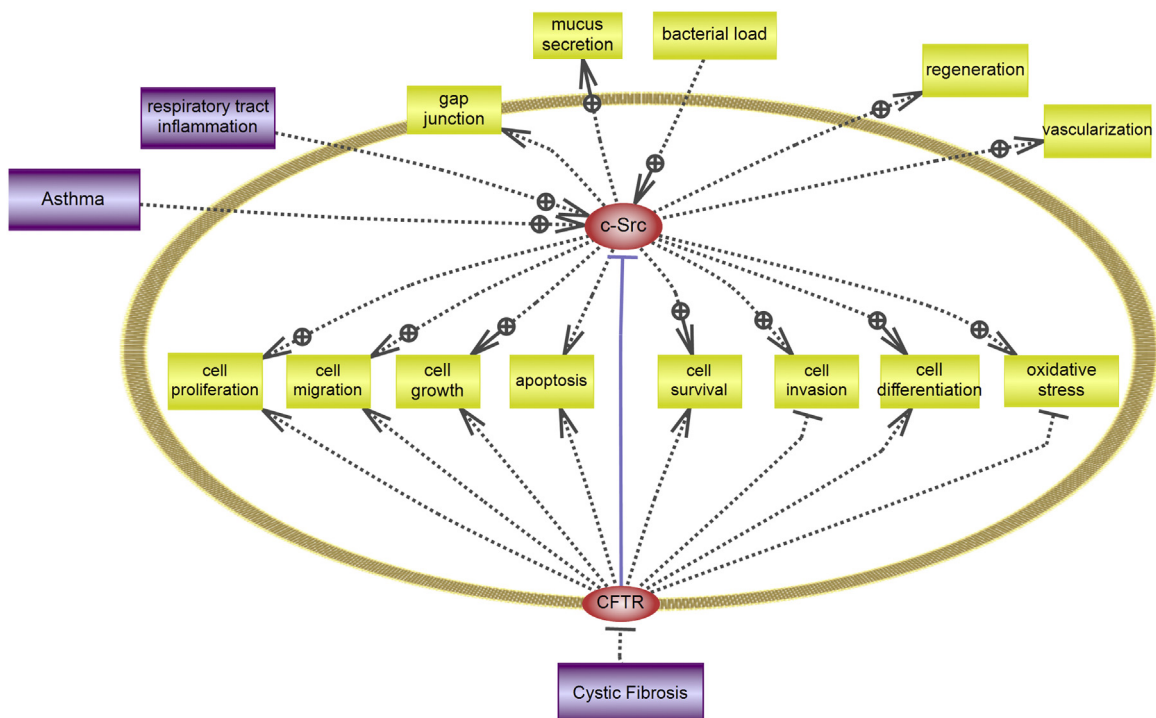 mucus
secretion
bacterial load
regeneration
respiratory tract
inflammation
gap
junction
vascularization
Asthma
c-Src
cell
proliferation
cell
migration
cell
growth
apoptosis
cell
survival
cell
invasion
cell
differentiation
oxidative
stress
CFTR
Cystic Fibrosis